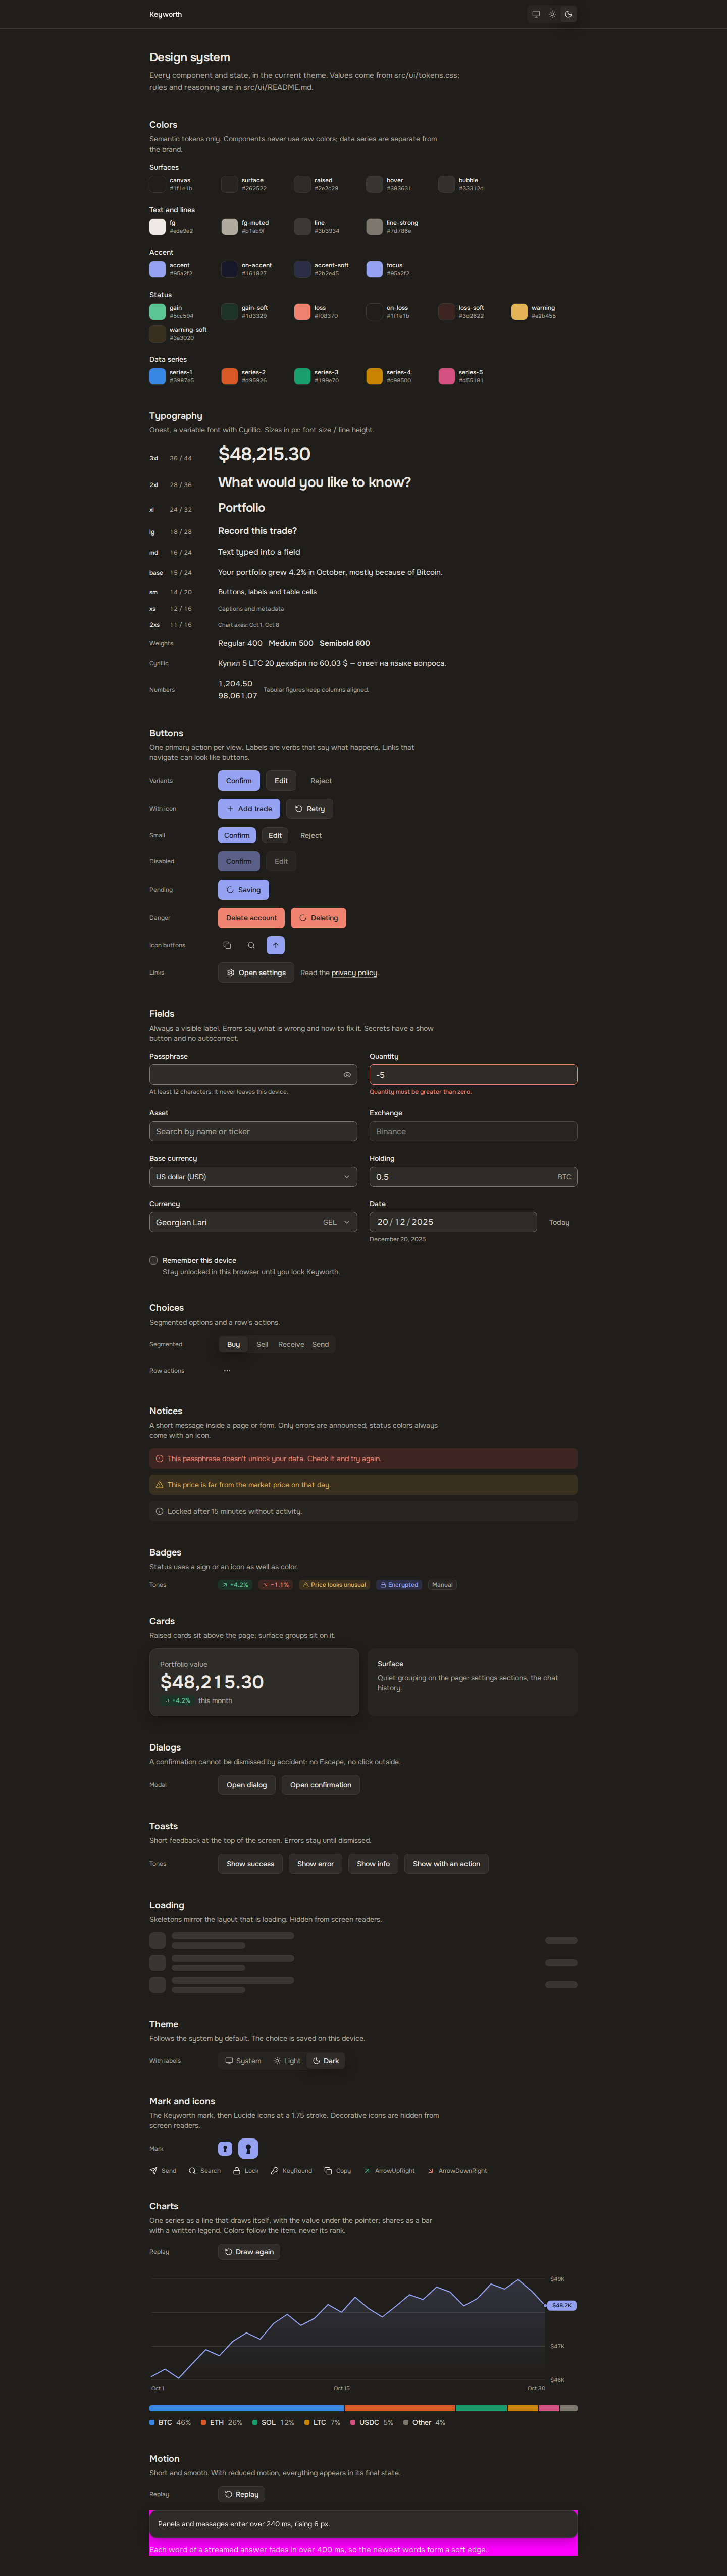 Keyworth
Design system
Every component and state, in the current theme. Values come from src/ui/tokens.css;
rules and reasoning are in src/ui/README.md.
Colors
Semantic tokens only. Components never use raw colors; data series are separate from
the brand.
Surfaces
canvas surface raised hover bubble
#1f1e1b #262522 #2e2c29 #383631 #33312d
Text and lines
fg fg-muted line line-strong
#ede9e2 #b1ab9f #3b3934 #7d786e
Accent
accent on-accent accent-soft focus
#95a2f2 #161827 #2b2e45 #95a2f2
Status
gain gain-soft loss on-loss loss-soft warning
#5cc594 #1d3329 #f08370 #1f1e1b #3d2622 #e2b455
warning-soft
#3a3020
Data series
series-1 series-2 series-3 series-4 series-5
#3987e5 #d95926 #199e70 #c98500 #d55181
Typography
Onest, a variable font with Cyrillic. Sizes in px: font size / line height.
3xl 36 / 44 $48,215.30
2xl 28 / 36 What would you like to know?
xl 24 / 32 Portfolio
lg 18 / 28 Record this trade?
md 16 / 24 Text typed into a field
base 15 / 24 Your portfolio grew 4.2% in October, mostly because of Bitcoin.
sm 14 / 20 Buttons, labels and table cells
xs 12 / 16 Captions and metadata
2xs 11 / 16 Chart axes: Oct 1, Oct 8
Weights Regular 400 Medium 500 Semibold 600
Cyrillic Купил 5 LTC 20 декабря по 60,03 $ — ответ на языке вопроса.
1,204.50
Numbers 98,061.07 Tabular figures keep columns aligned.
Buttons
One primary action per view. Labels are verbs that say what happens. Links that
navigate can look like buttons.
Variants Confirm Edit Reject
With icon Add trade Retry
Small Confirm Edit Reject
Disabled Confirm Edit
Pending Saving
Danger Delete account Deleting
Icon buttons
Links Open settings Read the privacy policy.
Fields
Always a visible label. Errors say what is wrong and how to fix it. Secrets have a show
button and no autocorrect.
Passphrase Quantity
-5
At least 12 characters. It never leaves this device. Quantity must be greater than zero.
Asset Exchange
Search by name or ticker Binance
Base currency Holding
US dollar (USD) 0.5 BTC
Currency Date
Georgian Lari GEL 20 / 12 / 2025 Today
December 20, 2025
Remember this device
Stay unlocked in this browser until you lock Keyworth.
Choices
Segmented options and a row's actions.
Segmented Buy Sell Receive Send
Row actions
Notices
A short message inside a page or form. Only errors are announced; status colors always
come with an icon.
This passphrase doesn't unlock your data. Check it and try again.
This price is far from the market price on that day.
Locked after 15 minutes without activity.
Badges
Status uses a sign or an icon as well as color.
Tones +4.2% −1.1% Price looks unusual Encrypted Manual
Cards
Raised cards sit above the page; surface groups sit on it.
Portfolio value
$48,215.30
+4.2% this month
Surface
Quiet grouping on the page: settings sections, the chat
history.
Dialogs
A confirmation cannot be dismissed by accident: no Escape, no click outside.
Modal Open dialog Open confirmation
Toasts
Short feedback at the top of the screen. Errors stay until dismissed.
Tones Show success Show error Show info Show with an action
Loading
Skeletons mirror the layout that is loading. Hidden from screen readers.
Theme
Follows the system by default. The choice is saved on this device.
With labels System Light Dark
Mark and icons
The Keyworth mark, then Lucide icons at a 1.75 stroke. Decorative icons are hidden from
screen readers.
Mark
Send Search Lock KeyRound Copy ArrowUpRight ArrowDownRight
Charts
One series as a line that draws itself, with the value under the pointer; shares as a bar
with a written legend. Colors follow the item, never its rank.
Replay Draw again
$49K
$48.2K
$47K
$46K
Oct 1 Oct 15 Oct 30
BTC 46% ETH 26% SOL 12% LTC 7% USDC 5% Other 4%
Motion
Short and smooth. With reduced motion, everything appears in its final state.
Replay Replay
Panels and messages enter over 240 ms, rising 6 px.
Each word of a streamed answer fades in over 400 ms, so the newest words form a soft edge.